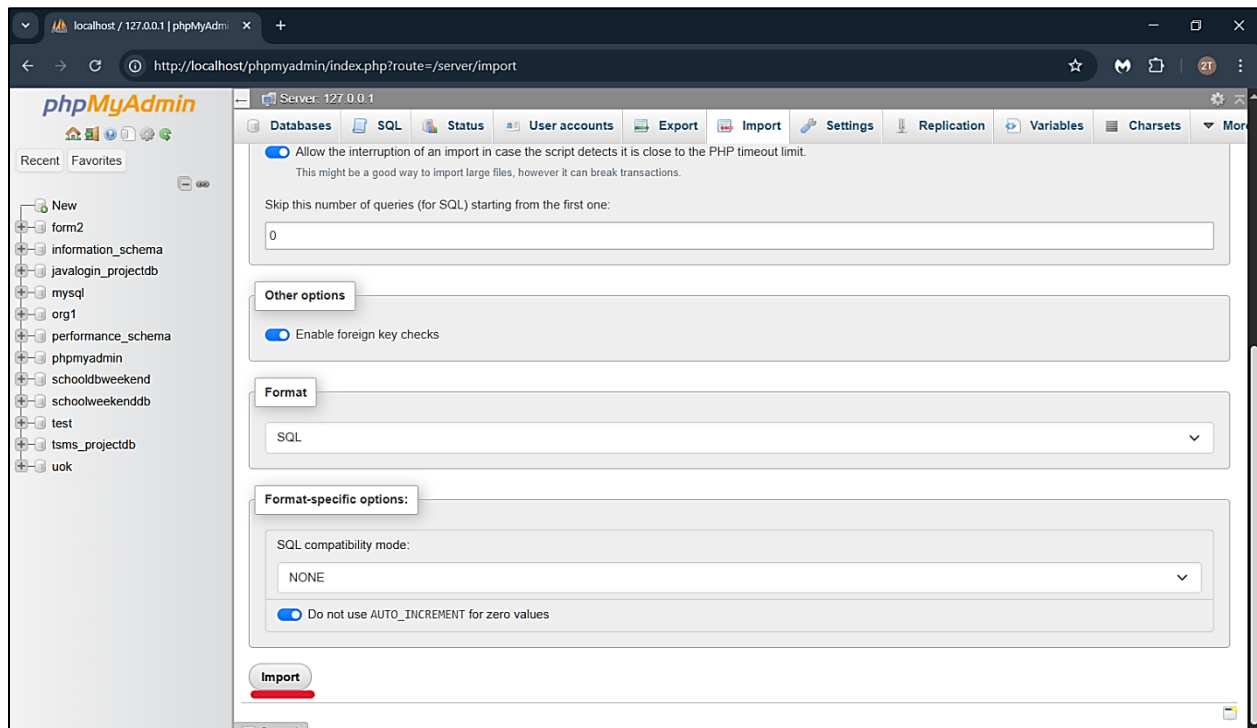 localhost / 127.0.0.1 | phpMyAdmi
http://localhost/phpmyadmin/index.php?route=/server/import
2T
phpMyAdmin
Recent Favorites
New
form2
information_schema
javalogin_projectdb
mysql
org1
performance_schema
phpmyadmin
schooldbweekend
schoolweekenddb
test
tsms_projectdb
uok
Server: 127.0.0.1
Databases SQL Status User accounts Export Import Settings Replication Variables Charsets More
Allow the interruption of an import in case the script detects it is close to the PHP timeout limit.
This might be a good way to import large files, however it can break transactions.
Skip this number of queries (for SQL) starting from the first one:
0
Other options
Enable foreign key checks
Format
SQL
Format-specific options:
SQL compatibility mode:
NONE
Do not use AUTO_INCREMENT for zero values
Import